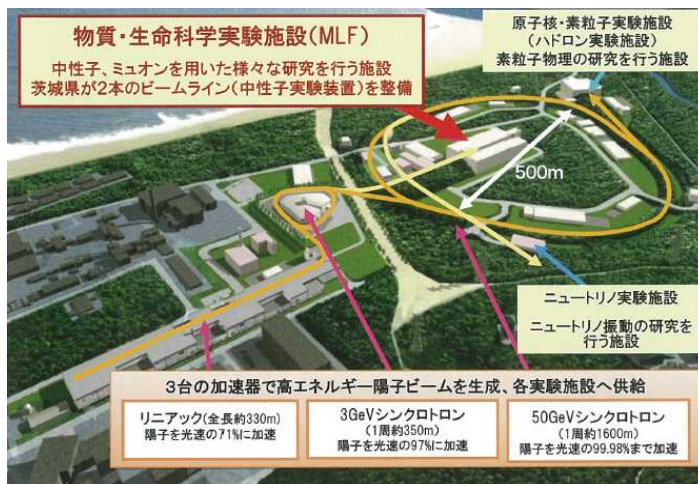 物質・生命科学実験施設(MLF)
中性子、ミュオンを用いた様々な研究を行う施設
茨城県が2本のビームライン(中性子実験装置)を整備
原子核・素粒子実験施設
(ハドロン実験施設)
素粒子物理の研究を行う施設
500m
ニュートリノ実験施設
ニュートリノ振動の研究を
行う施設
3台の加速器で高エネルギー陽子ビームを生成、各実験施設へ供給
リニアック(全長約330m)
陽子を光速の71%に加速
3GeVシンクロトロン
(1周約350m)
陽子を光速の97%に加速
50GeVシンクロトロン
(1周約1600m)
陽子を光速の99.98%まで加速